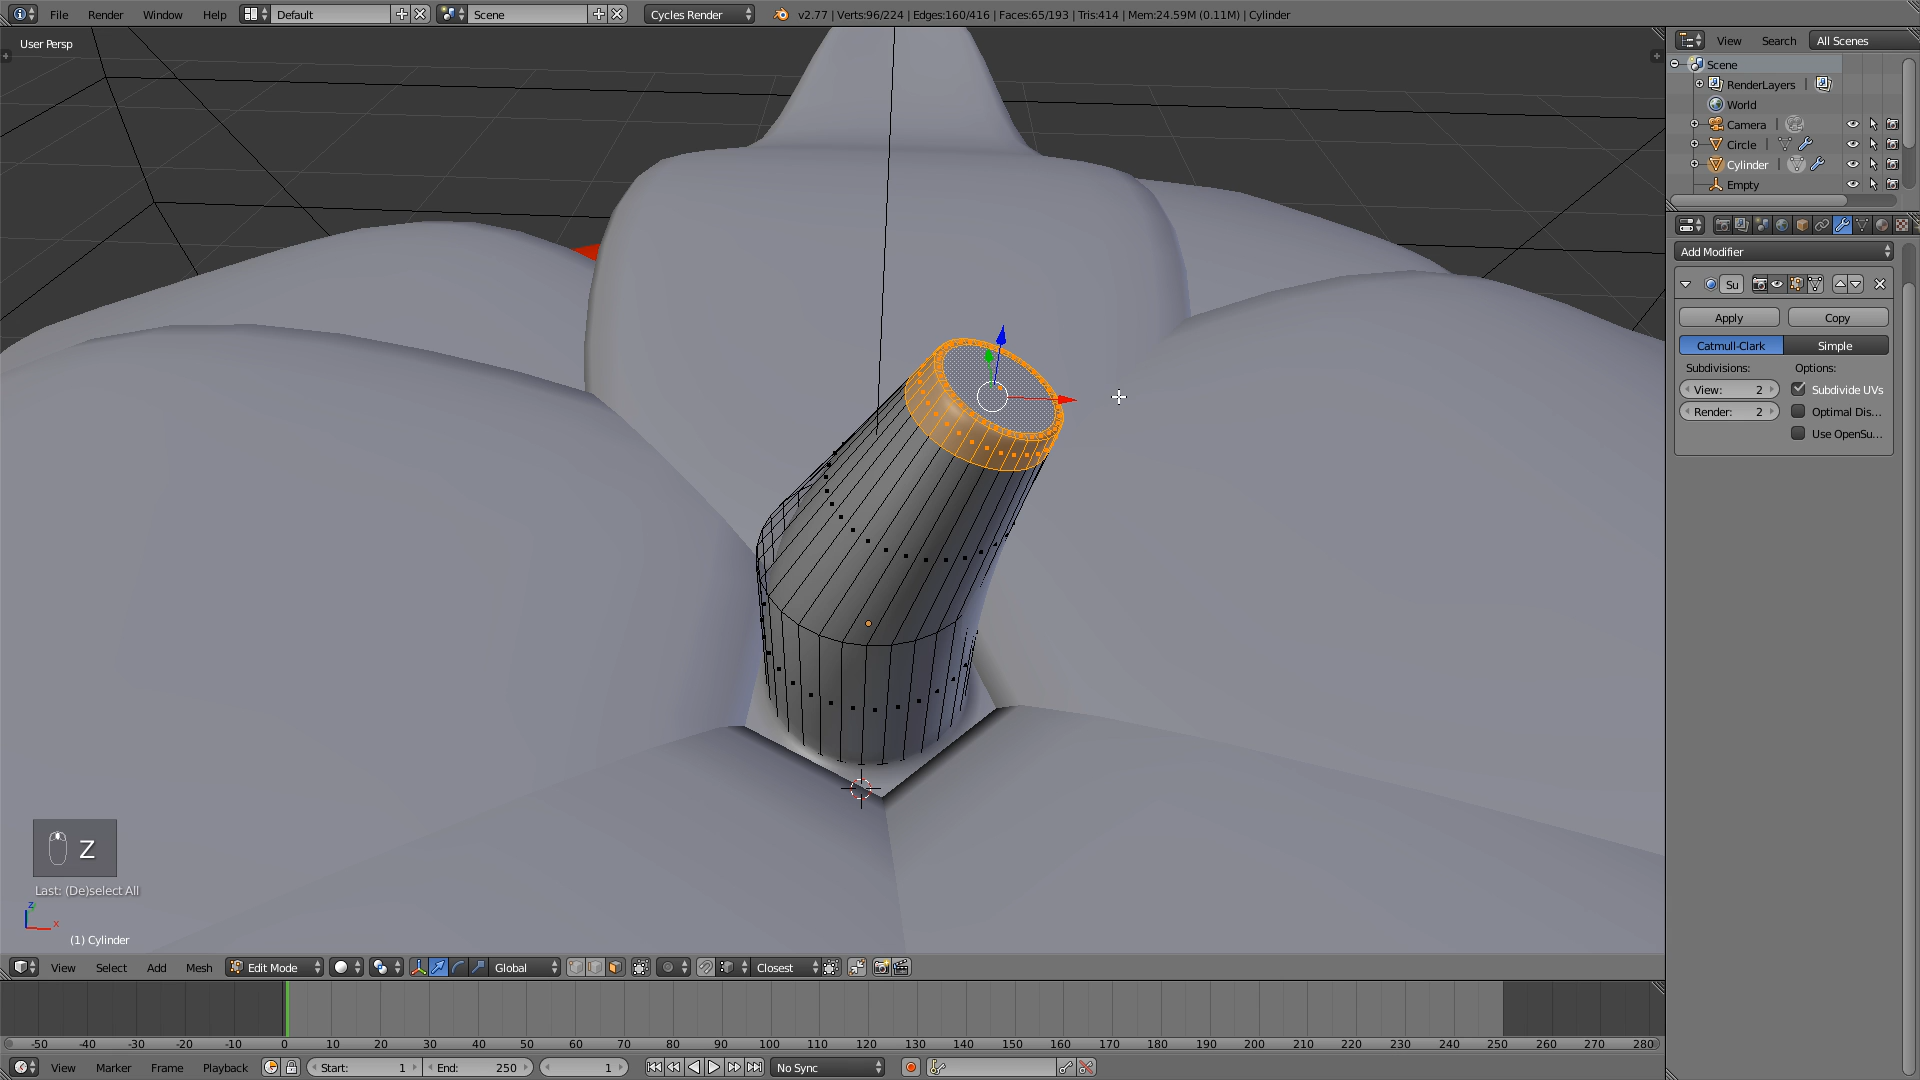 File Render Window Help Default Scene Cycles Render v2.77 | Verts:96/224 | Edges:160/416 | Faces:65/193 | Tris:414 | Mem:24.59M (0.11M) | Cylinder
User Persp
View Search All Scenes
Scene
RenderLayers |
World
Camera |
Circle |
Cylinder |
Empty
Add Modifier
Su
Apply Copy
Catmull-Clark Simple
Subdivisions: Options:
View: 2 Subdivide UVs
Render: 2 Optimal Dis...
Use OpenSu...
Z
Last: (De)select All
z
x
(1) Cylinder
View Select Add Mesh Edit Mode Global Closest
-50 -40 -30 -20 -10 0 10 20 30 40 50 60 70 80 90 100 110 120 130 140 150 160 170 180 190 200 210 220 230 240 250 260 270 280
View Marker Frame Playback Start: 1 End: 250 1 No Sync